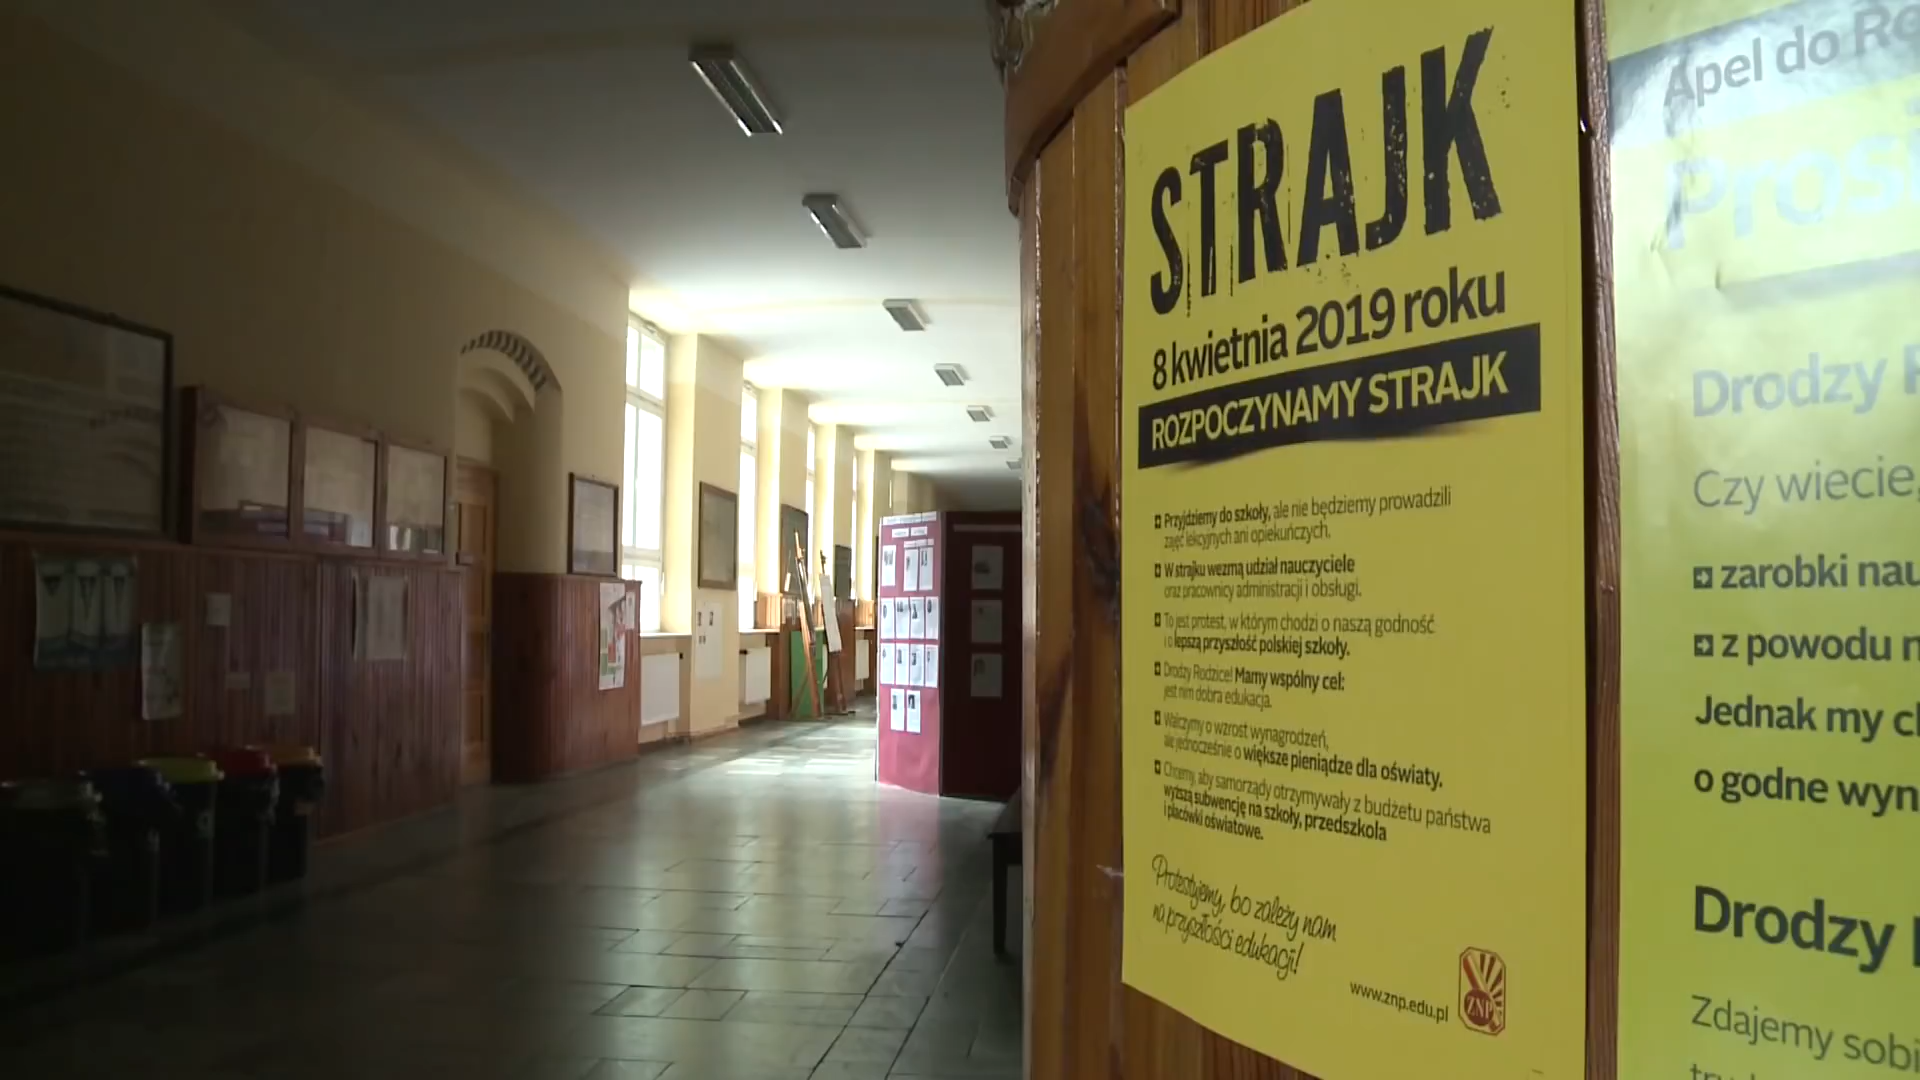 STRAJK
8 kwietnia 2019 roku
ROZPOCZYNAMY STRAJK
Przyjdziemy do szkoły, ale nie będziemy prowadzili
zajęć lekcyjnych ani opiekuńczych.
W strajku wezmą udział nauczyciele
oraz pracownicy administracji i obsługi.
To jest protest, w którym chodzi o naszą godność
i o lepszą przyszłość polskiej szkoły.
Drodzy Rodzice! Mamy wspólny cel:
jest nim dobra edukacja.
Walczymy o wzrost wynagrodzeń,
ale jednocześnie o większe pieniądze dla oświaty.
Chcemy, aby samorządy otrzymywały z budżetu państwa
wyższą subwencję na szkoły, przedszkola
i placówki oświatowe.
Protestujemy, bo zależy nam
na przyszłości edukacji!
www.znp.edu.pl
ZNP
Apel do Ro
Prosi
Drodzy
Czy wiecie,
zarobki nau
z powodu n
Jednak my ch
o godne wyn
Drodzy
Zdajemy sobi